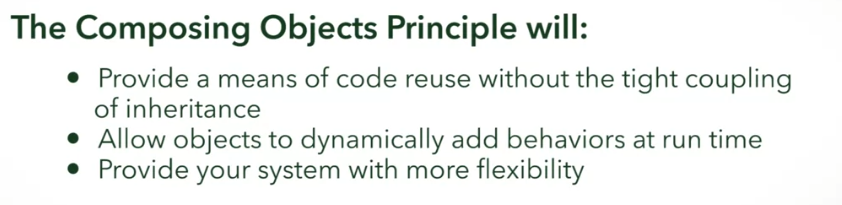 The Composing Objects Principle will:
• Provide a means of code reuse without the tight coupling
of inheritance
• Allow objects to dynamically add behaviors at run time
• Provide your system with more flexibility